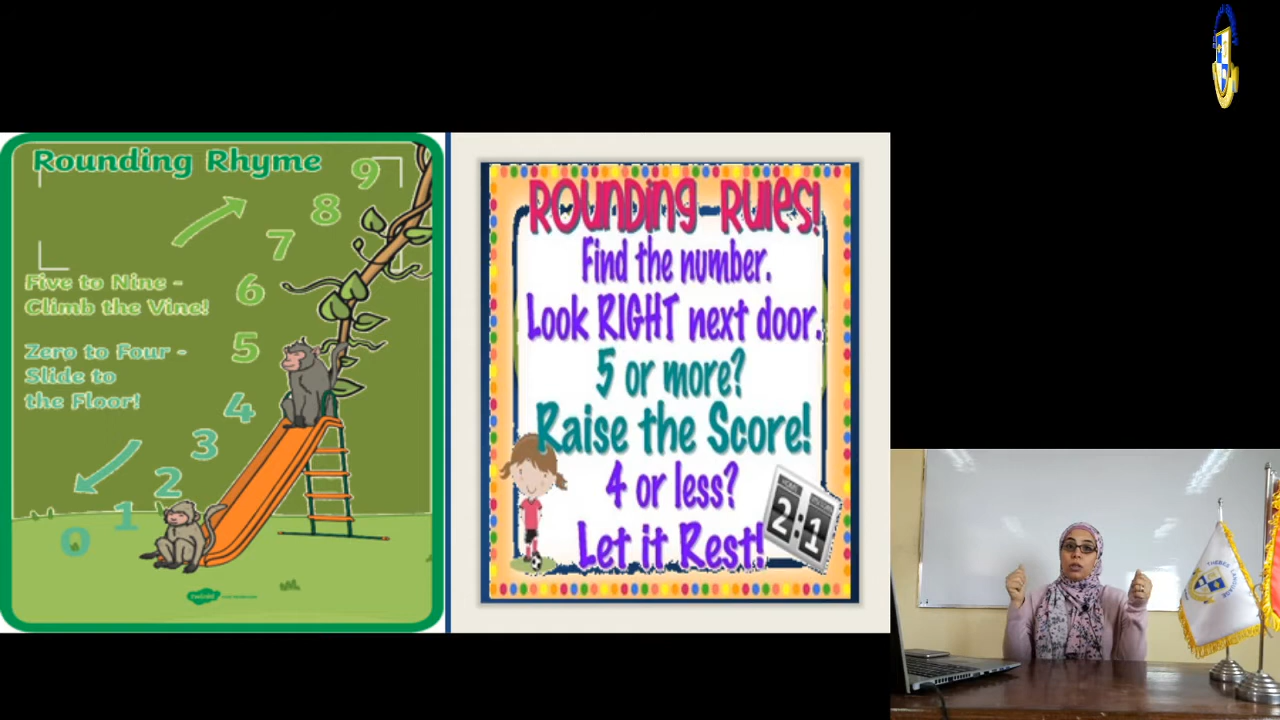 Rounding Rhyme
9
8
7
6
5
4
3
2
1
0
Five to Nine -
Climb the Vine!
Zero to Four -
Slide to
the Floor!
ROUNDING RULES!
Find the number.
Look RIGHT next door.
5 or more?
Raise the Score!
4 or less?
Let it Rest!
HOME
2:1